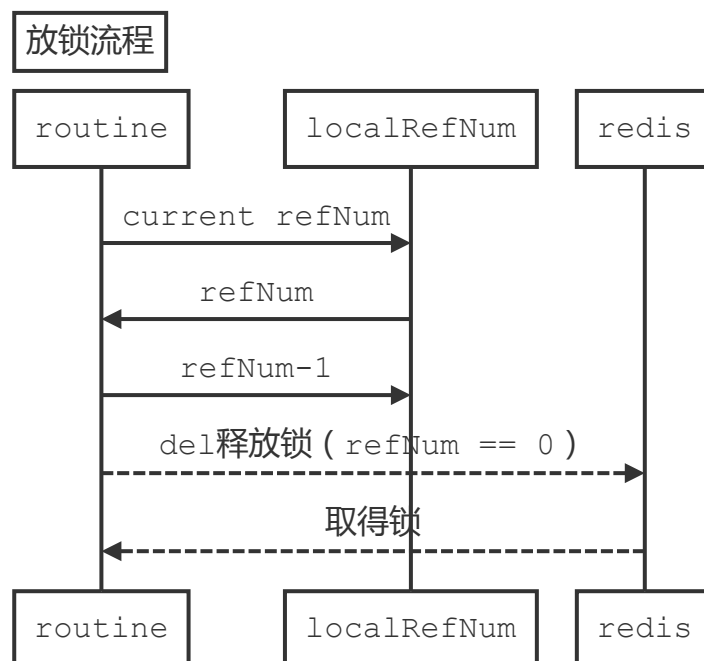 放锁流程
routine localRefNum redis
current refNum
refNum
refNum-1
del释放锁(refNum == 0)
取得锁
routine localRefNum redis